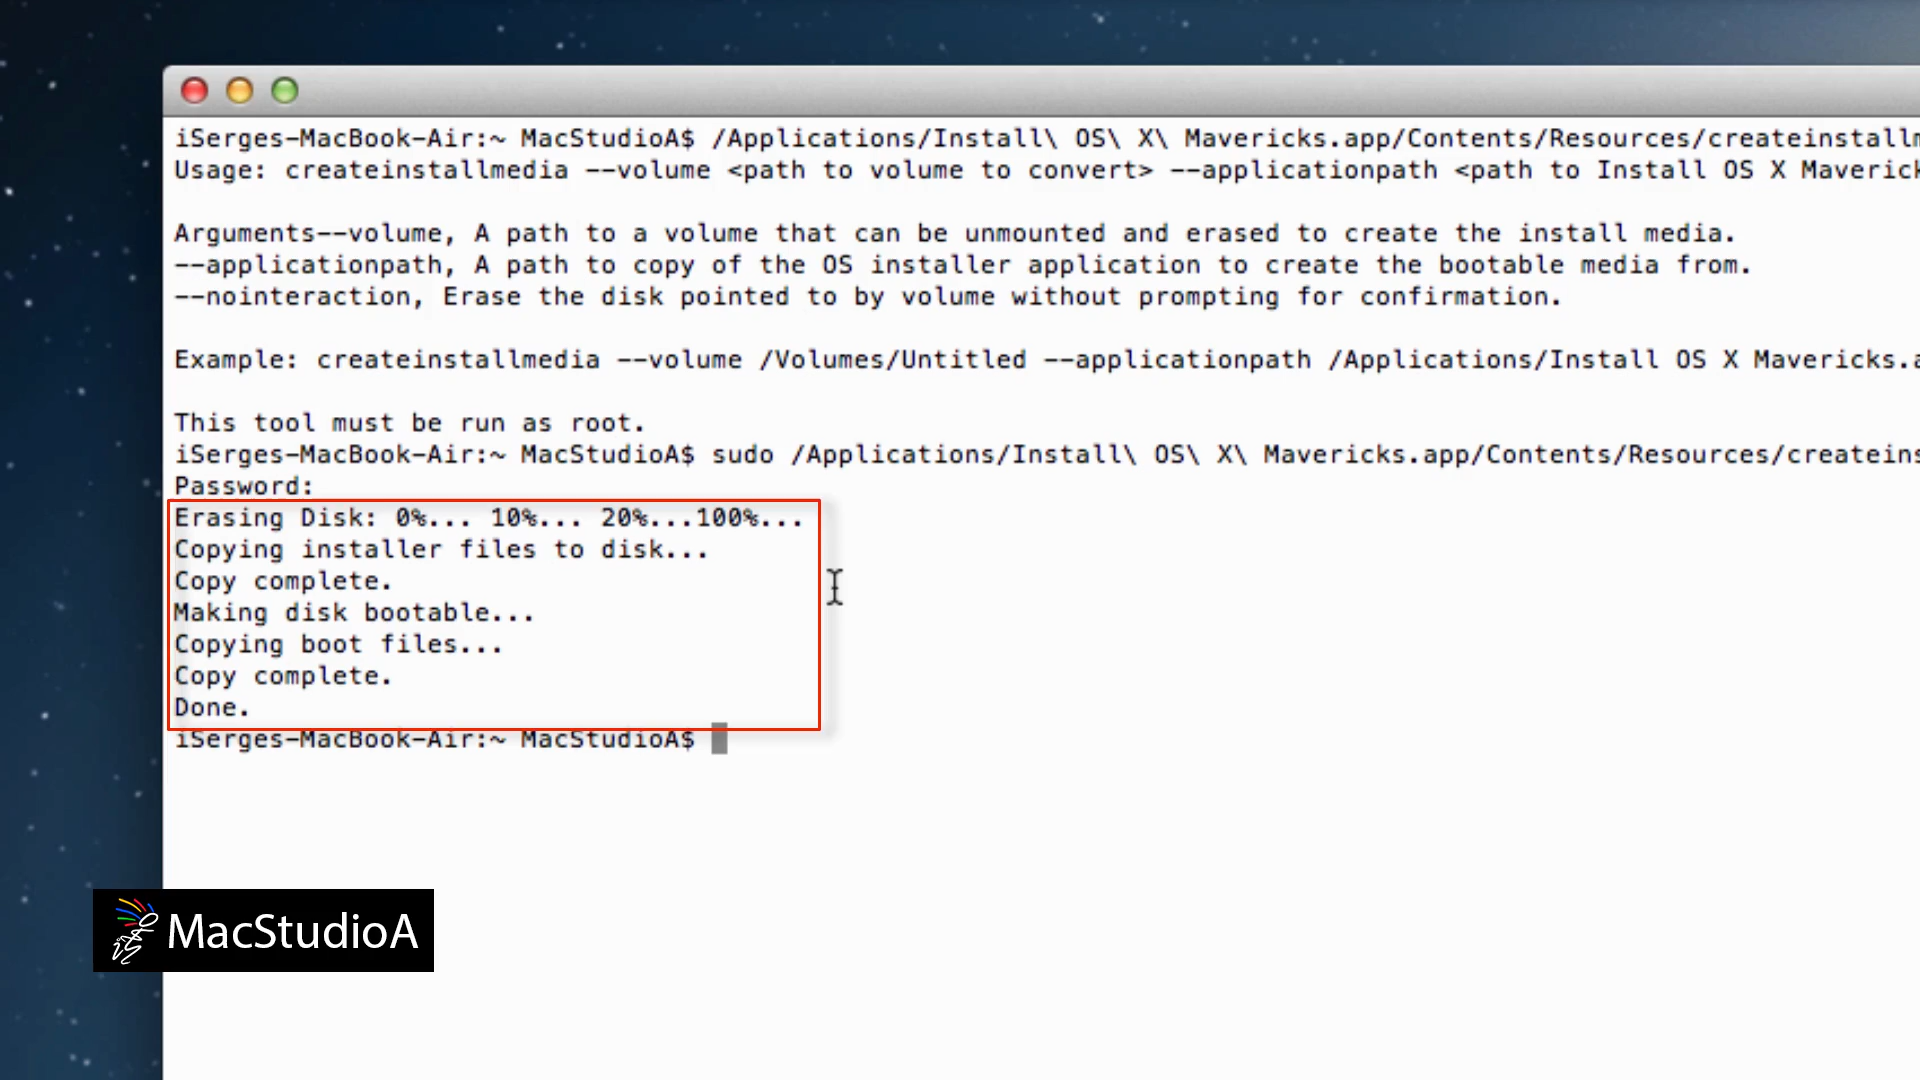 iSerges-MacBook-Air:~ MacStudioA$ /Applications/Install\ OS\ X\ Mavericks.app/Contents/Resources/createinstallm
Usage: createinstallmedia --volume <path to volume to convert> --applicationpath <path to Install OS X Maverick
Arguments--volume, A path to a volume that can be unmounted and erased to create the install media.
--applicationpath, A path to copy of the OS installer application to create the bootable media from.
--nointeraction, Erase the disk pointed to by volume without prompting for confirmation.
Example: createinstallmedia --volume /Volumes/Untitled --applicationpath /Applications/Install OS X Mavericks.a
This tool must be run as root.
iSerges-MacBook-Air:~ MacStudioA$ sudo /Applications/Install\ OS\ X\ Mavericks.app/Contents/Resources/createins
Password:
Erasing Disk: 0%... 10%... 20%...100%...
Copying installer files to disk...
Copy complete.
Making disk bootable...
Copying boot files...
Copy complete.
Done.
iSerges-MacBook-Air:~ MacStudioA$
MacStudioA